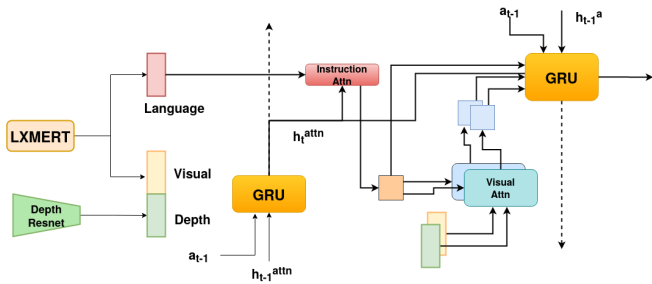 a_{t-1}
h_{t-1}^a
Instruction
Attn
GRU
Language
LXMERT
h_t^{attn}
Visual
GRU
Visual
Attn
Depth
Resnet
Depth
a_{t-1}
h_{t-1}^{attn}